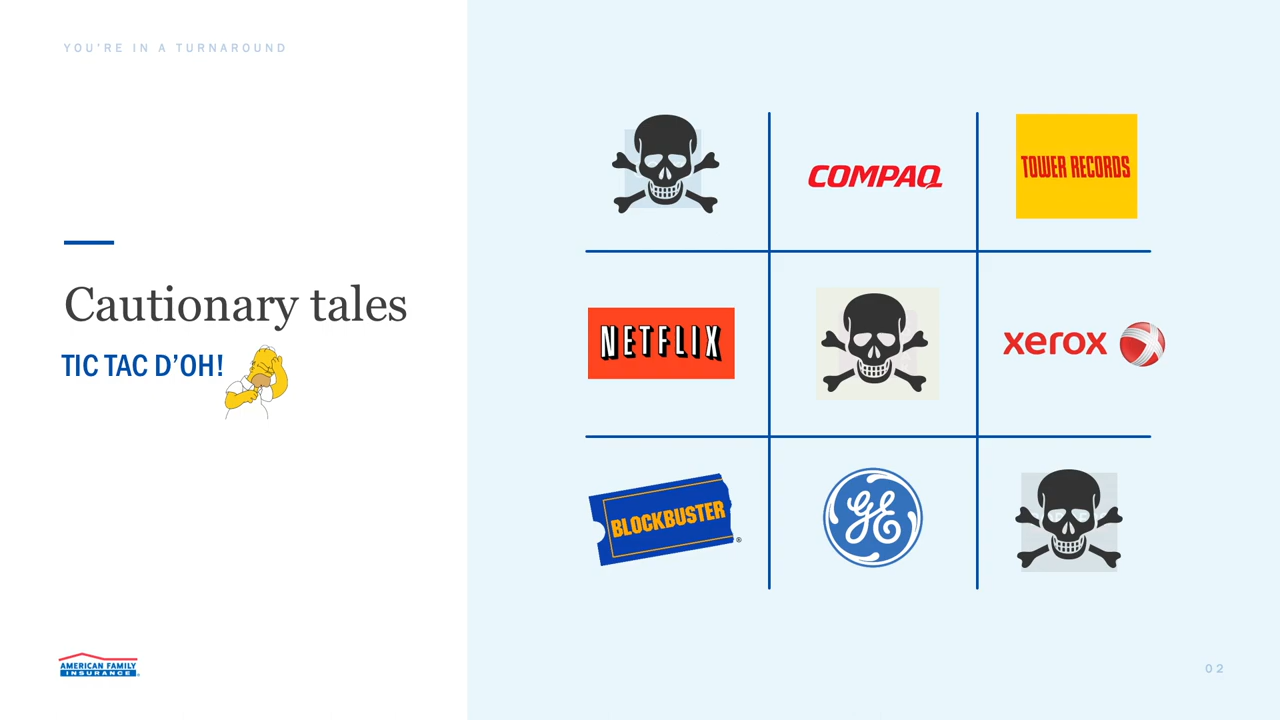 YOU'RE IN A TURNAROUND
Cautionary tales
TIC TAC D'OH!
COMPAQ
TOWER RECORDS
NETFLIX
xerox
BLOCKBUSTER
®
GE
AMERICAN FAMILY
INSURANCE
02